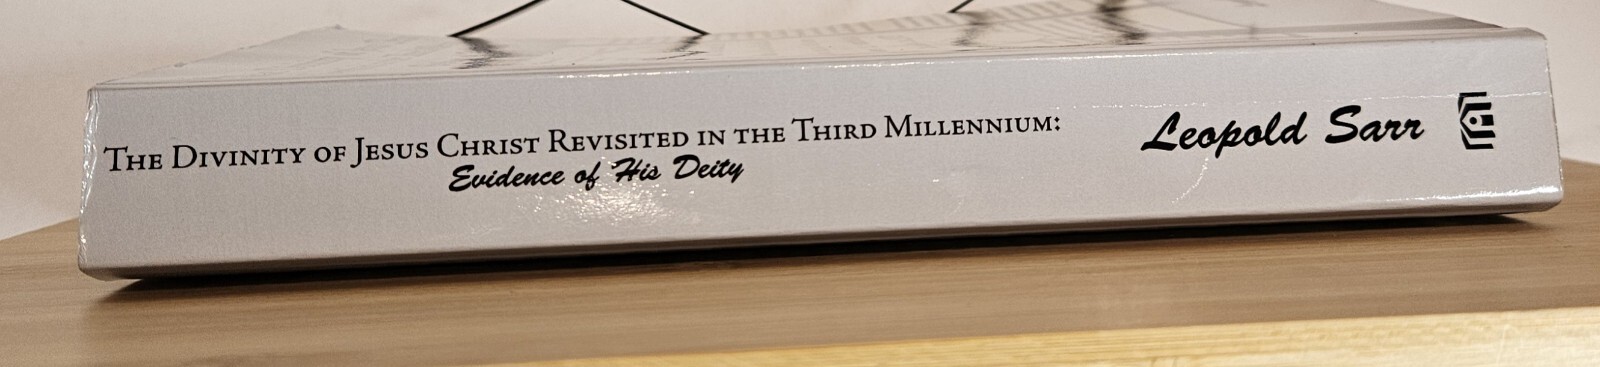 The Divinity of Jesus Christ Revisited in the Third Millennium:
Evidence of His Deity
Leopold Sarr